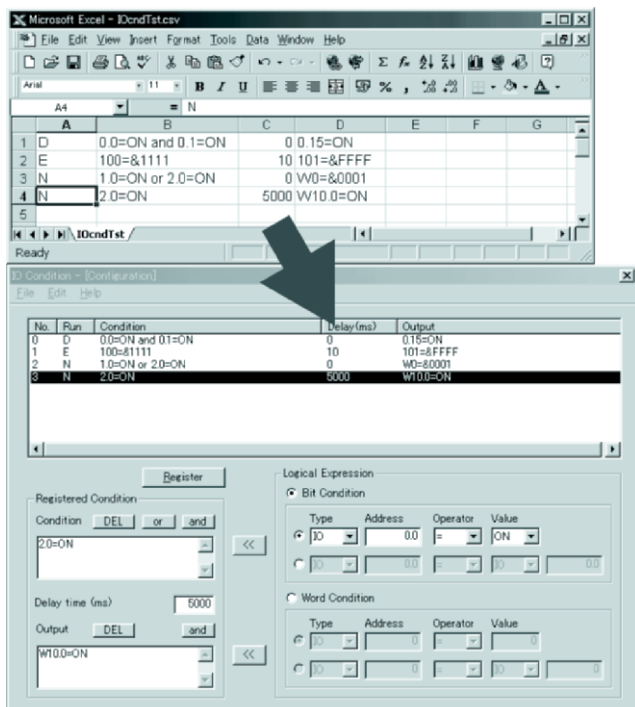 Microsoft Excel - IOcndTst.csv
File Edit View Insert Format Tools Data Window Help
Arial 11 B I U
A4 = N
A B C D E F G
1 D 0.0=ON and 0.1=ON 0 0.15=ON
2 E 100=&1111 10 101=&FFFF
3 N 1.0=ON or 2.0=ON 0 W0=&0001
4 N 2.0=ON 5000 W10.0=ON
5
IOcndTst
Ready
IO Condition - [Configuration]
File Edit Help
No. Run Condition Delay(ms) Output
0 D 0.0=ON and 0.1=ON 0 0.15=ON
1 E 100=&1111 10 101=&FFFF
2 N 1.0=ON or 2.0=ON 0 W0=&0001
3 N 2.0=ON 5000 W10.0=ON
Register
Registered Condition
Condition DEL or and
2.0=ON
<<
Delay time (ms) 5000
Output DEL and
W10.0=ON
<<
Logical Expression
Bit Condition
Type Address Operator Value
IO 0.0 = ON
IO 0.0 = IO 0.0
Word Condition
Type Address Operator Value
IO 0 = 0
IO 0 = IO 0